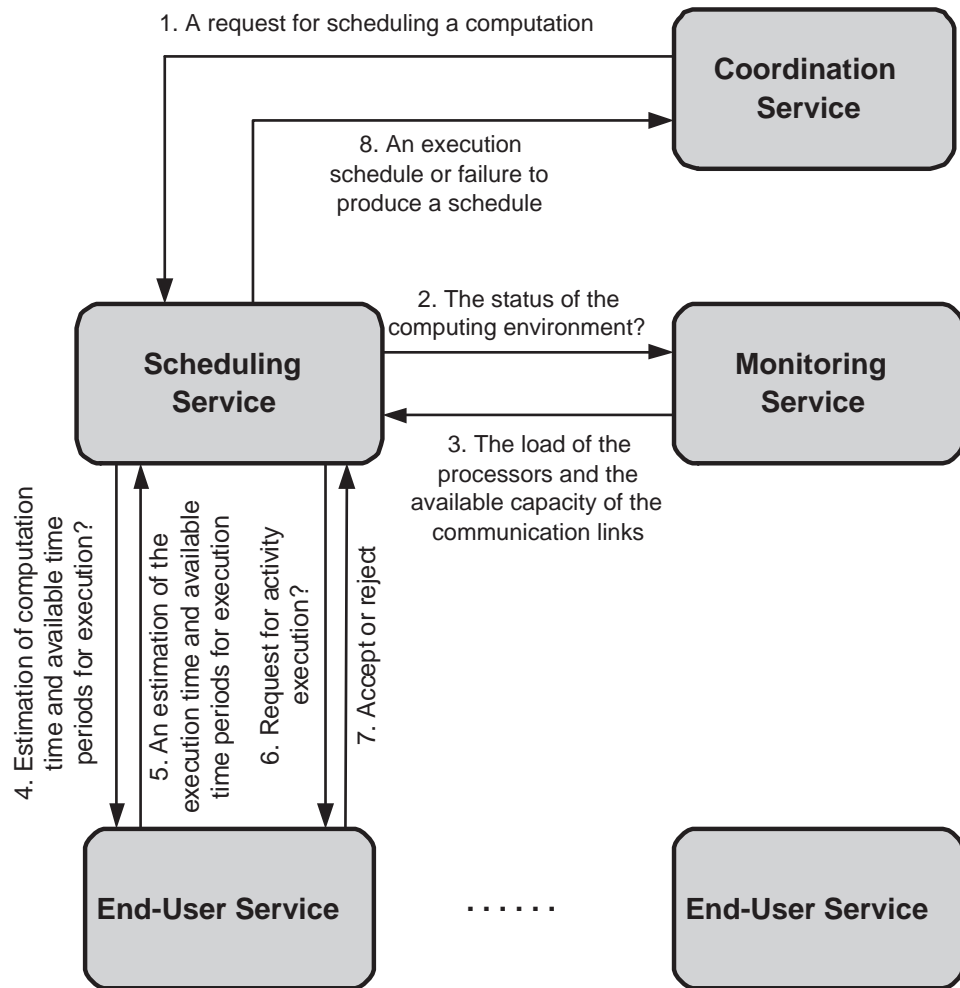 1. A request for scheduling a computation
Coordination
Service
8. An execution
schedule or failure to
produce a schedule
2. The status of the
computing environment?
Scheduling
Service
Monitoring
Service
3. The load of the
processors and the
available capacity of the
communication links
4. Estimation of computation
time and available time
periods for execution?
5. An estimation of the
execution time and available
time periods for execution
6. Request for activity
execution?
7. Accept or reject
End-User Service
......
End-User Service